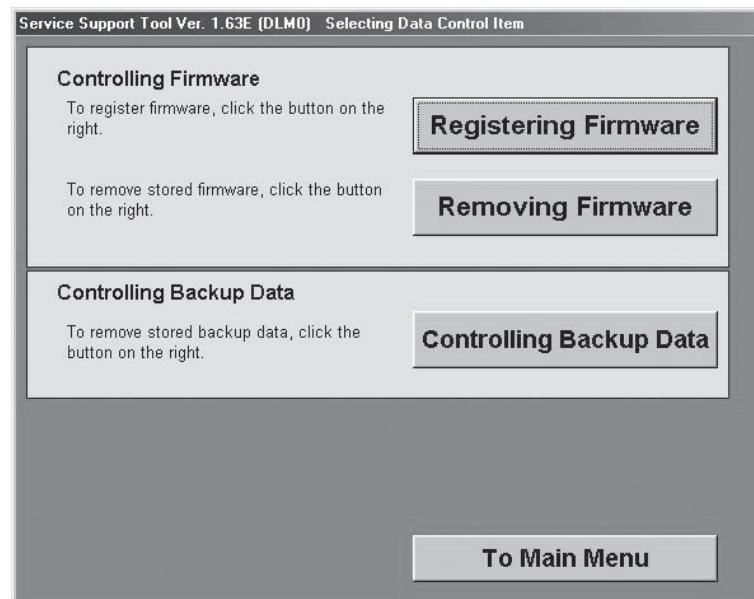 Service Support Tool Ver. 1.63E (DLM0)   Selecting Data Control Item
Controlling Firmware
To register firmware, click the button on the
right.
Registering Firmware
To remove stored firmware, click the button
on the right.
Removing Firmware
Controlling Backup Data
To remove stored backup data, click the
button on the right.
Controlling Backup Data
To Main Menu